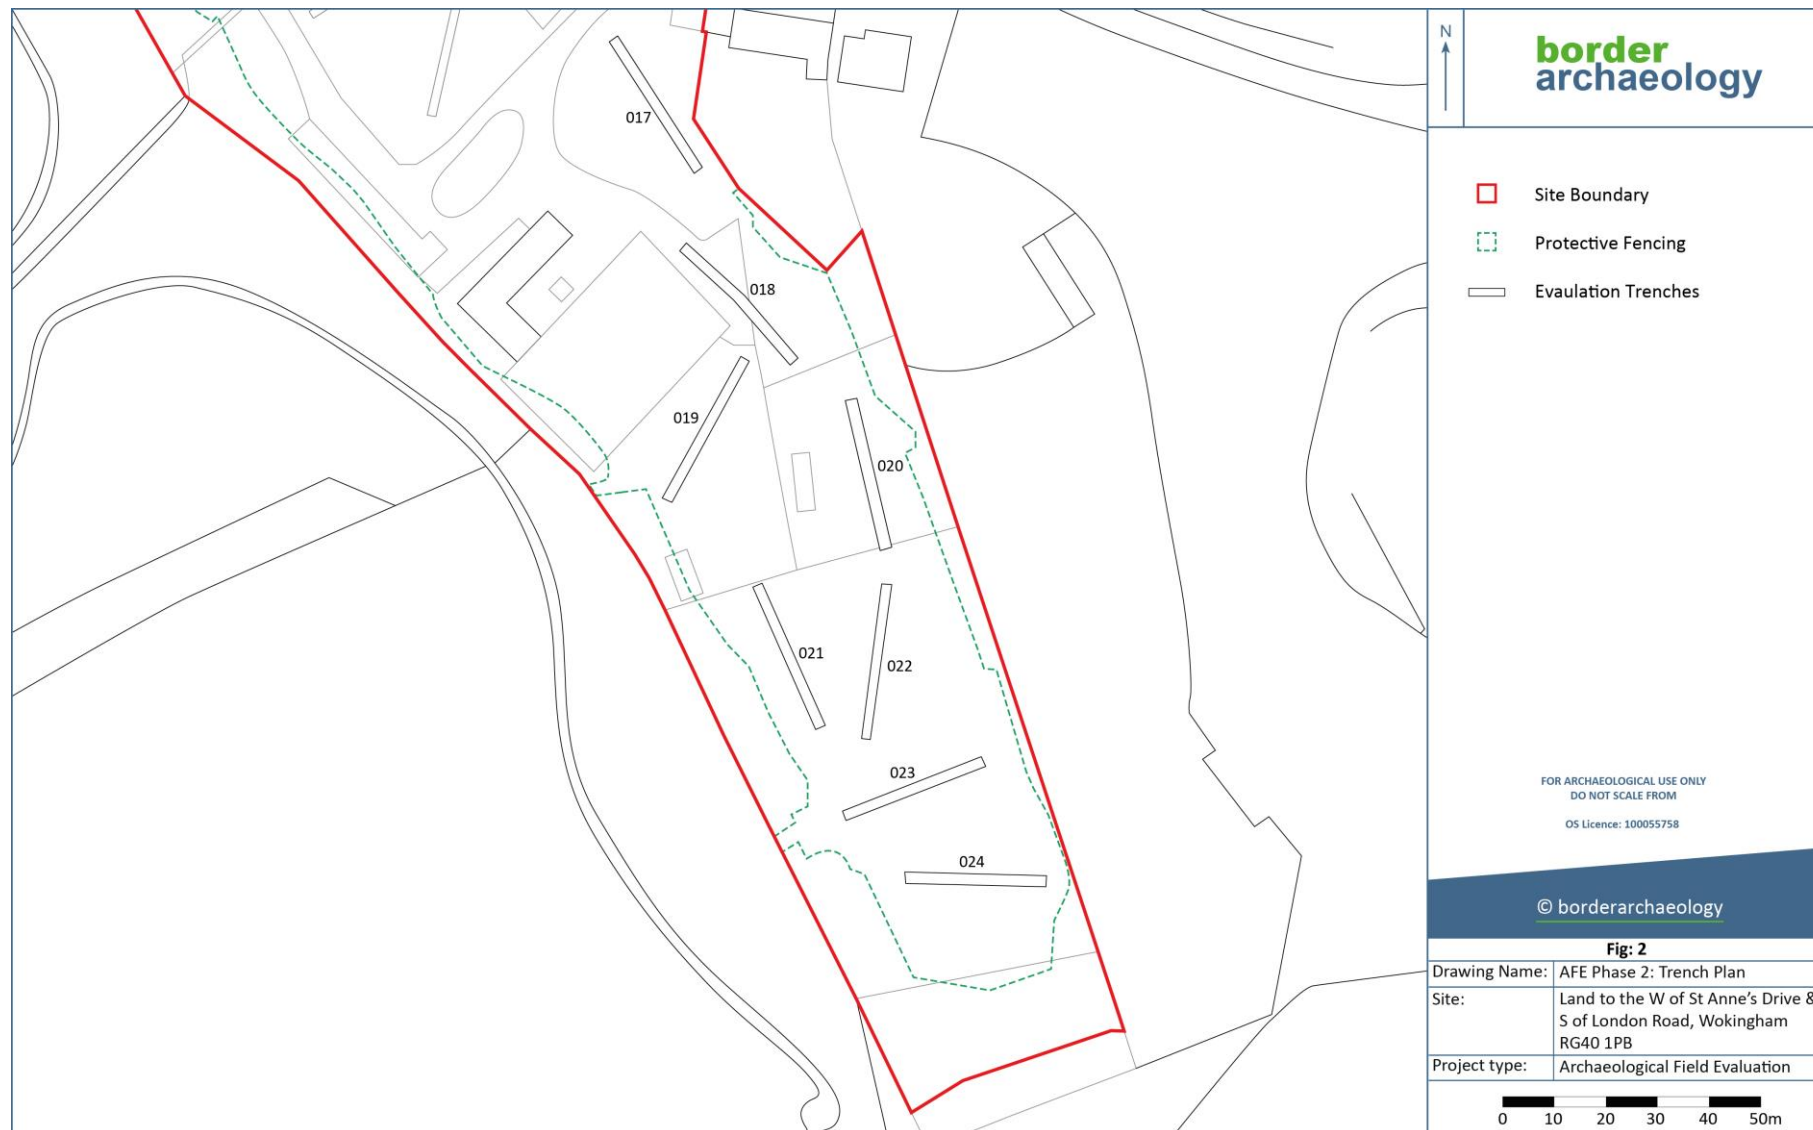 017
018
019
020
021
022
023
024
N
border
archaeology
Site Boundary
Protective Fencing
Evaulation Trenches
FOR ARCHAEOLOGICAL USE ONLY
DO NOT SCALE FROM
OS Licence: 100055758
© borderarchaeology
Fig: 2
Drawing Name: AFE Phase 2: Trench Plan
Site: Land to the W of St Anne's Drive &
S of London Road, Wokingham
RG40 1PB
Project type: Archaeological Field Evaluation
0 10 20 30 40 50m